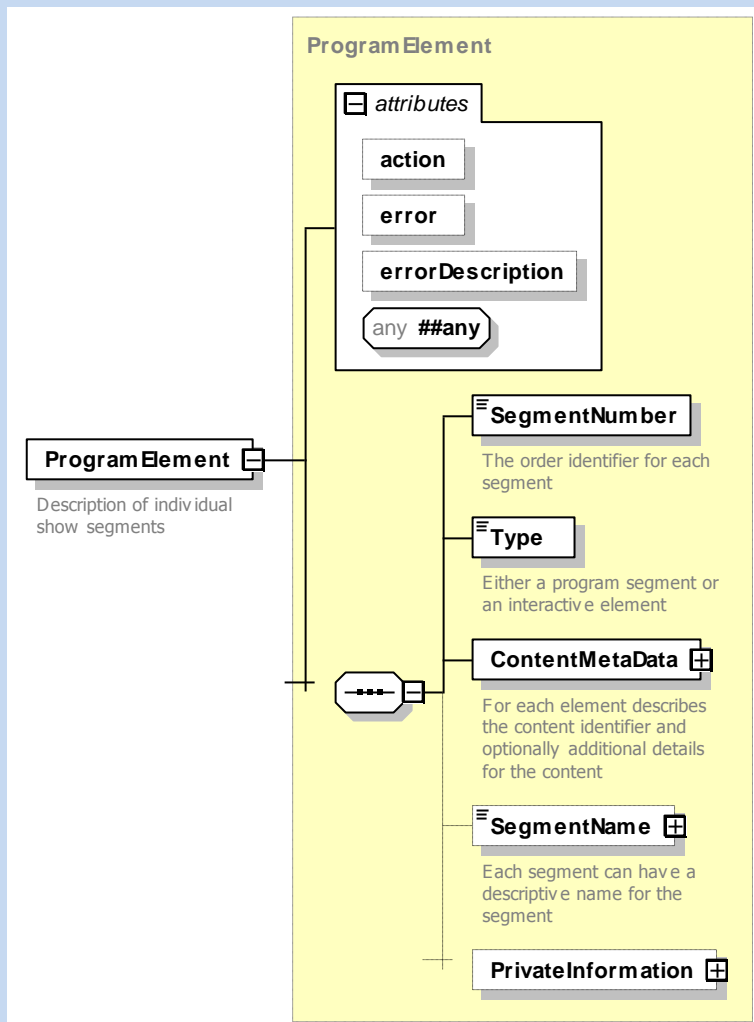 ProgramElement
attributes
action
error
errorDescription
any ##any
ProgramElement
Description of individual
show segments
SegmentNumber
The order identifier for each
segment
Type
Either a program segment or
an interactive element
ContentMetaData
For each element describes
the content identifier and
optionally additional details
for the content
SegmentName
Each segment can have a
descriptive name for the
segment
PrivateInformation